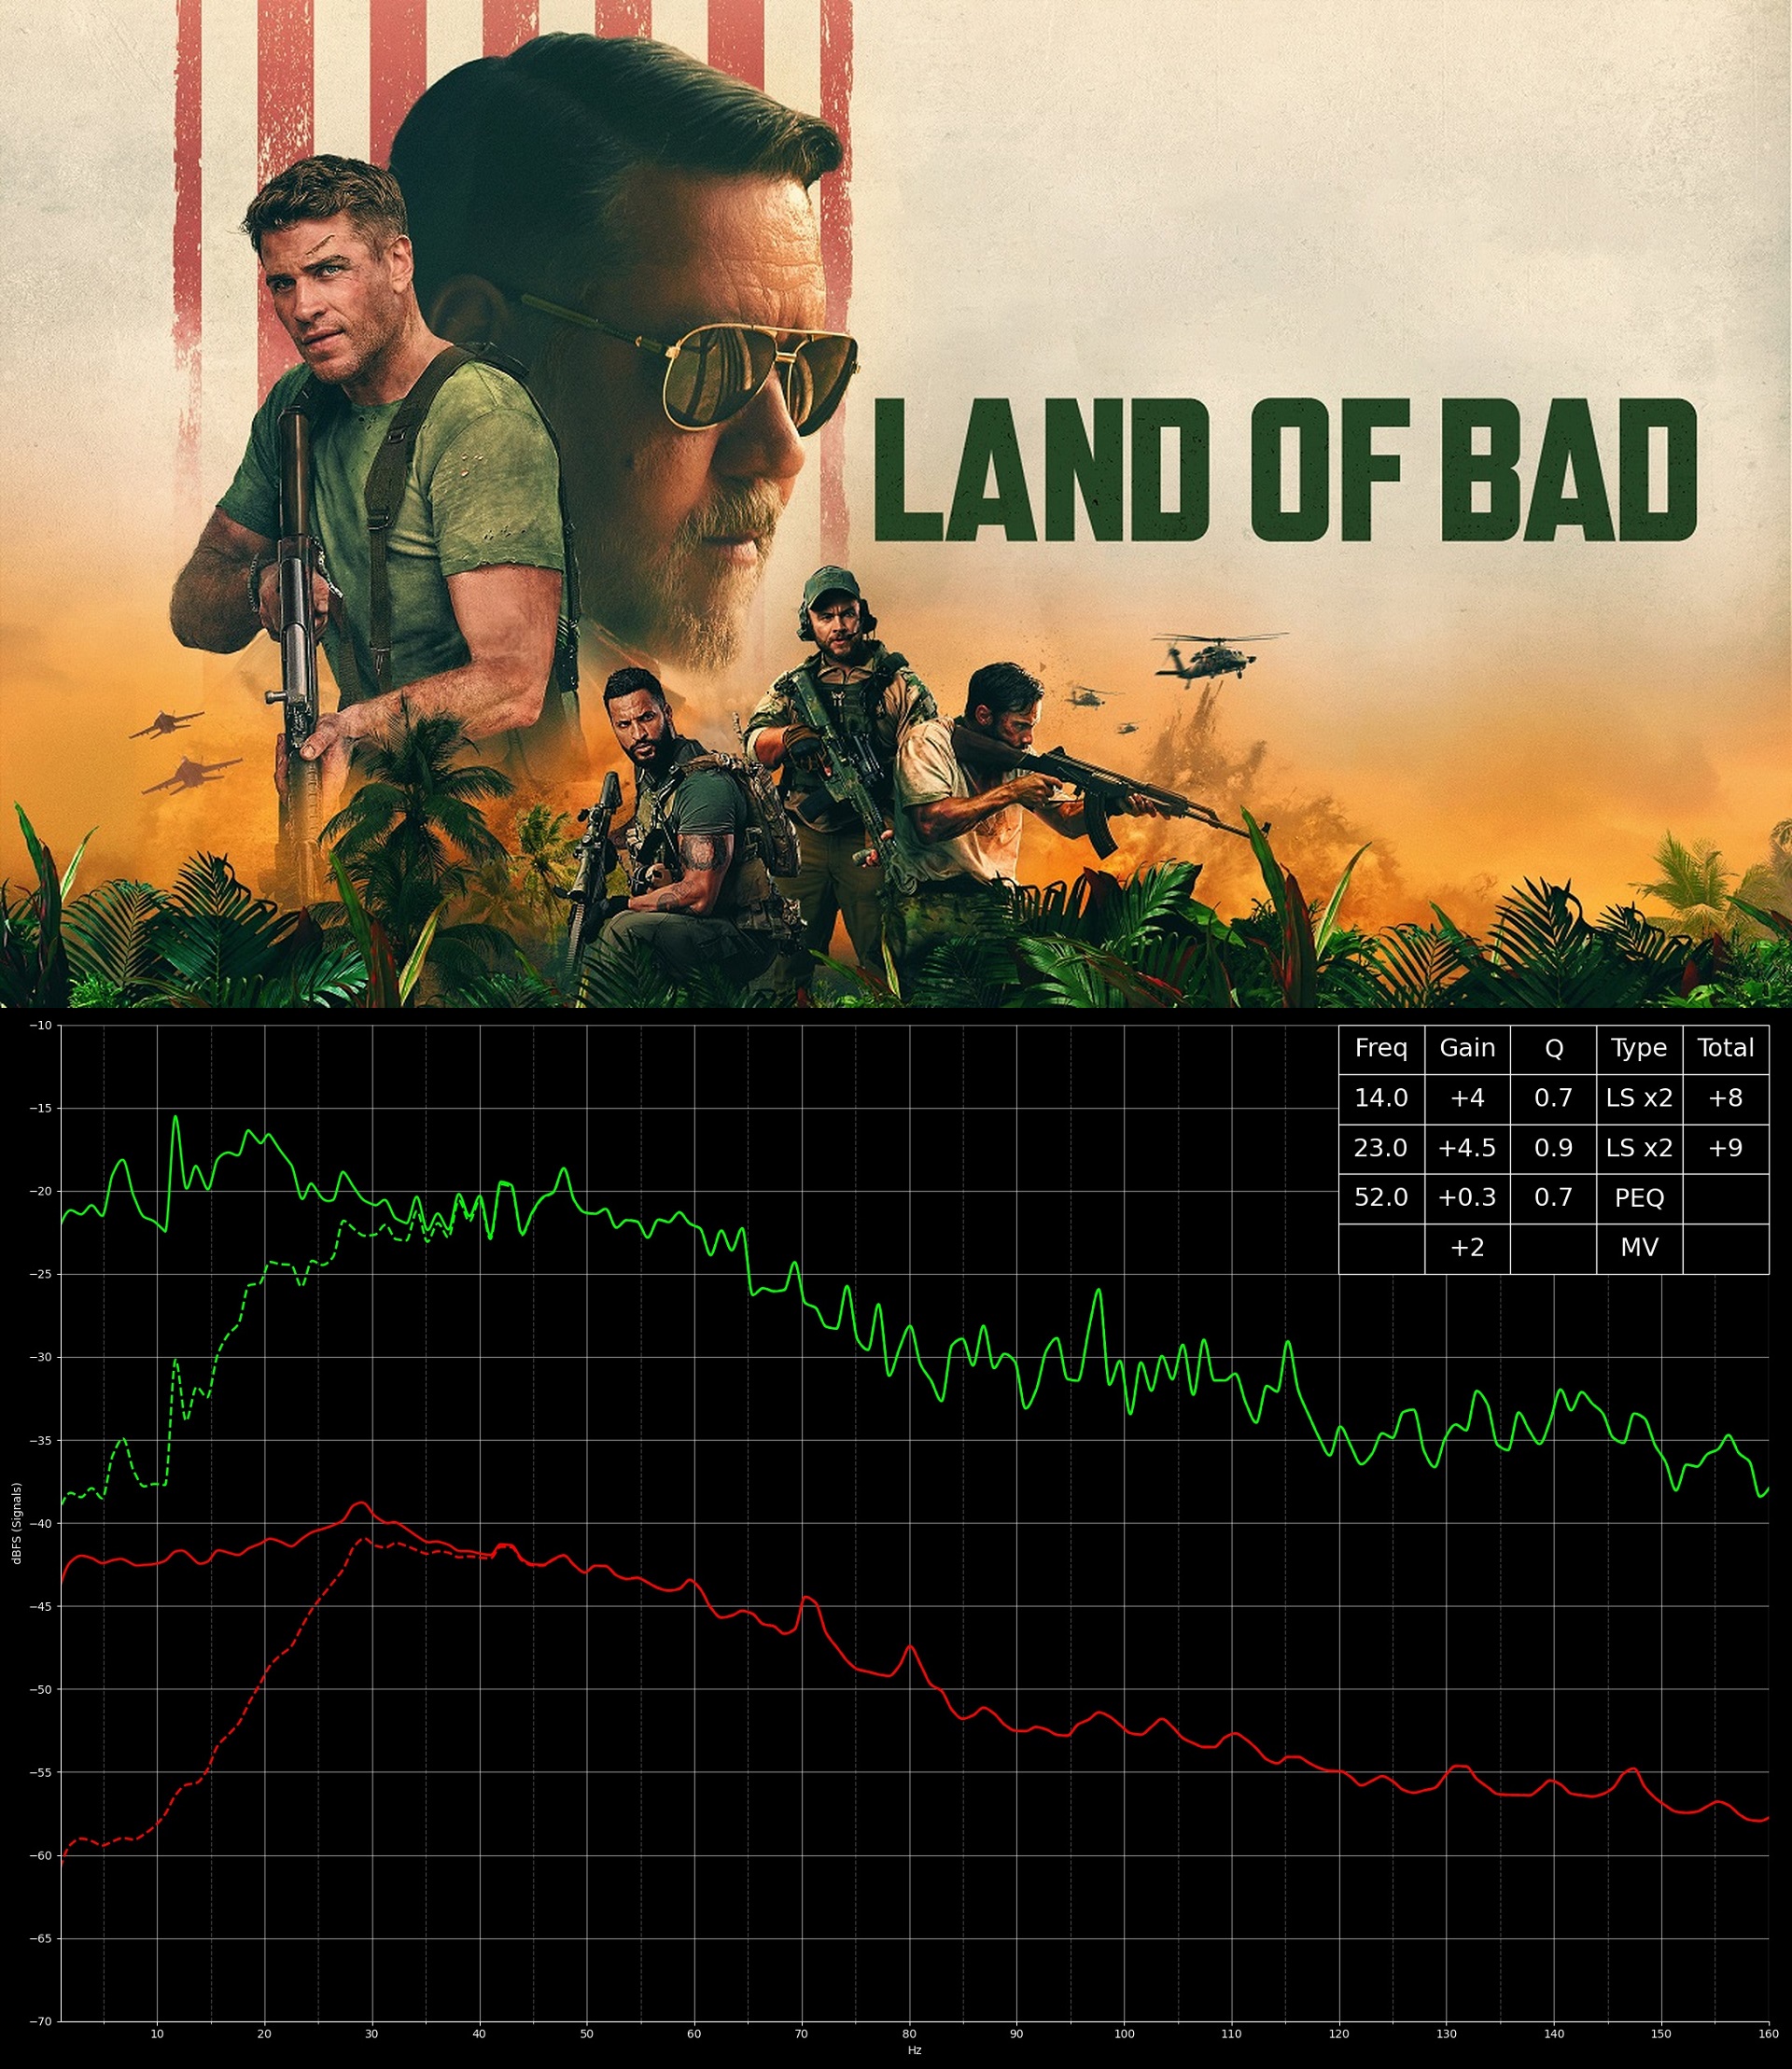 LAND OF BAD
Freq Gain Q Type Total
14.0 +4 0.7 LS x2 +8
23.0 +4.5 0.9 LS x2 +9
52.0 +0.3 0.7 PEQ
+2 MV
−10
−15
−20
−25
−30
−35
−40
−45
−50
−55
−60
−65
−70
dBFS (Signals)
10 20 30 40 50 60 70 80 90 100 110 120 130 140 150 160
Hz